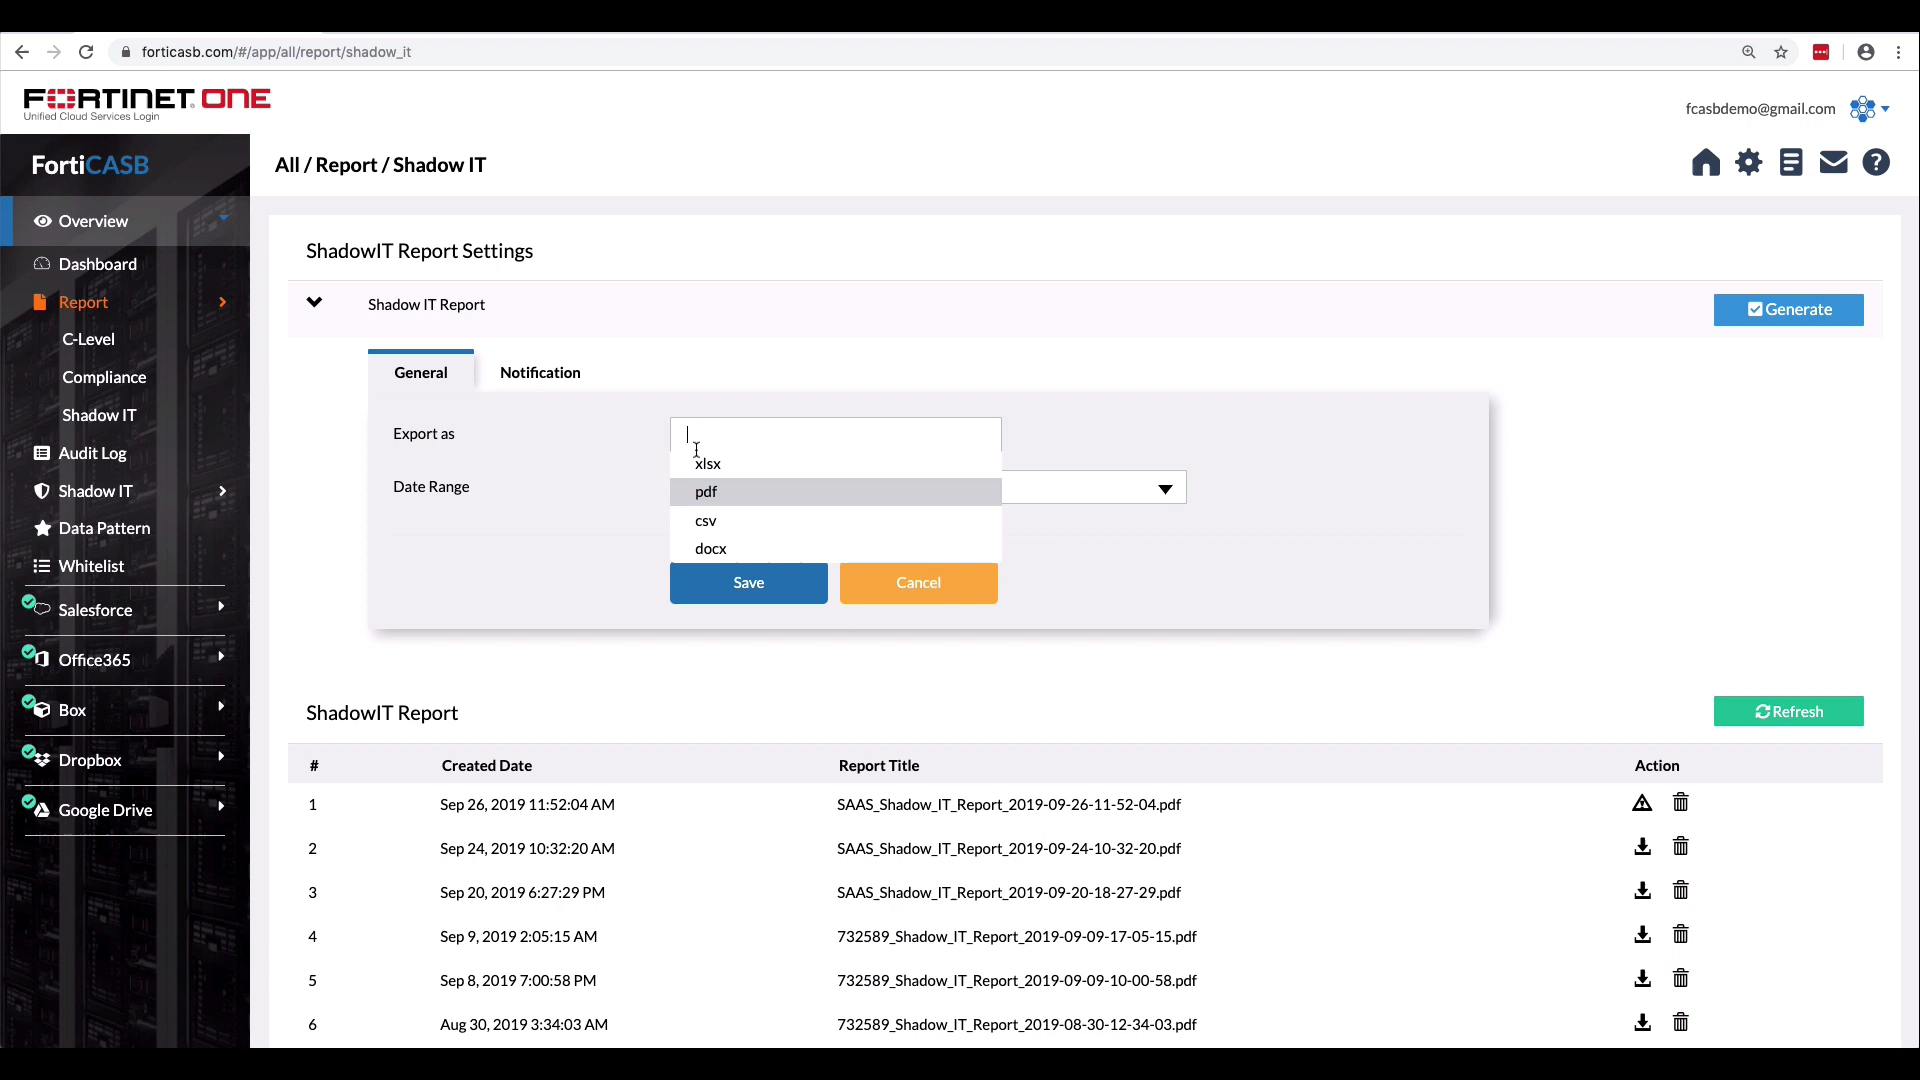 forticasb.com/#/app/all/report/shadow_it
FORTINET ONE
Unified Cloud Services Login
fcasbdemo@gmail.com
FortiCASB
All / Report / Shadow IT
Overview
Dashboard
Report
C-Level
Compliance
Shadow IT
Audit Log
Shadow IT
Data Pattern
Whitelist
Salesforce
Office365
Box
Dropbox
Google Drive
ShadowIT Report Settings
Shadow IT Report
Generate
General Notification
Export as
xlsx
Date Range
pdf
csv
docx
Save Cancel
ShadowIT Report
Refresh
# Created Date Report Title Action
1 Sep 26, 2019 11:52:04 AM SAAS_Shadow_IT_Report_2019-09-26-11-52-04.pdf
2 Sep 24, 2019 10:32:20 AM SAAS_Shadow_IT_Report_2019-09-24-10-32-20.pdf
3 Sep 20, 2019 6:27:29 PM SAAS_Shadow_IT_Report_2019-09-20-18-27-29.pdf
4 Sep 9, 2019 2:05:15 AM 732589_Shadow_IT_Report_2019-09-09-17-05-15.pdf
5 Sep 8, 2019 7:00:58 PM 732589_Shadow_IT_Report_2019-09-09-10-00-58.pdf
6 Aug 30, 2019 3:34:03 AM 732589_Shadow_IT_Report_2019-08-30-12-34-03.pdf